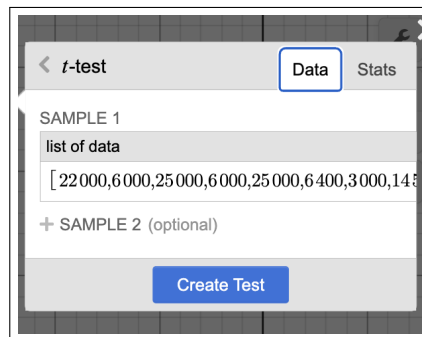 t-test
Data
Stats
SAMPLE 1
list of data
[22000,6000,25000,6000,25000,6400,3000,145
+ SAMPLE 2 (optional)
Create Test